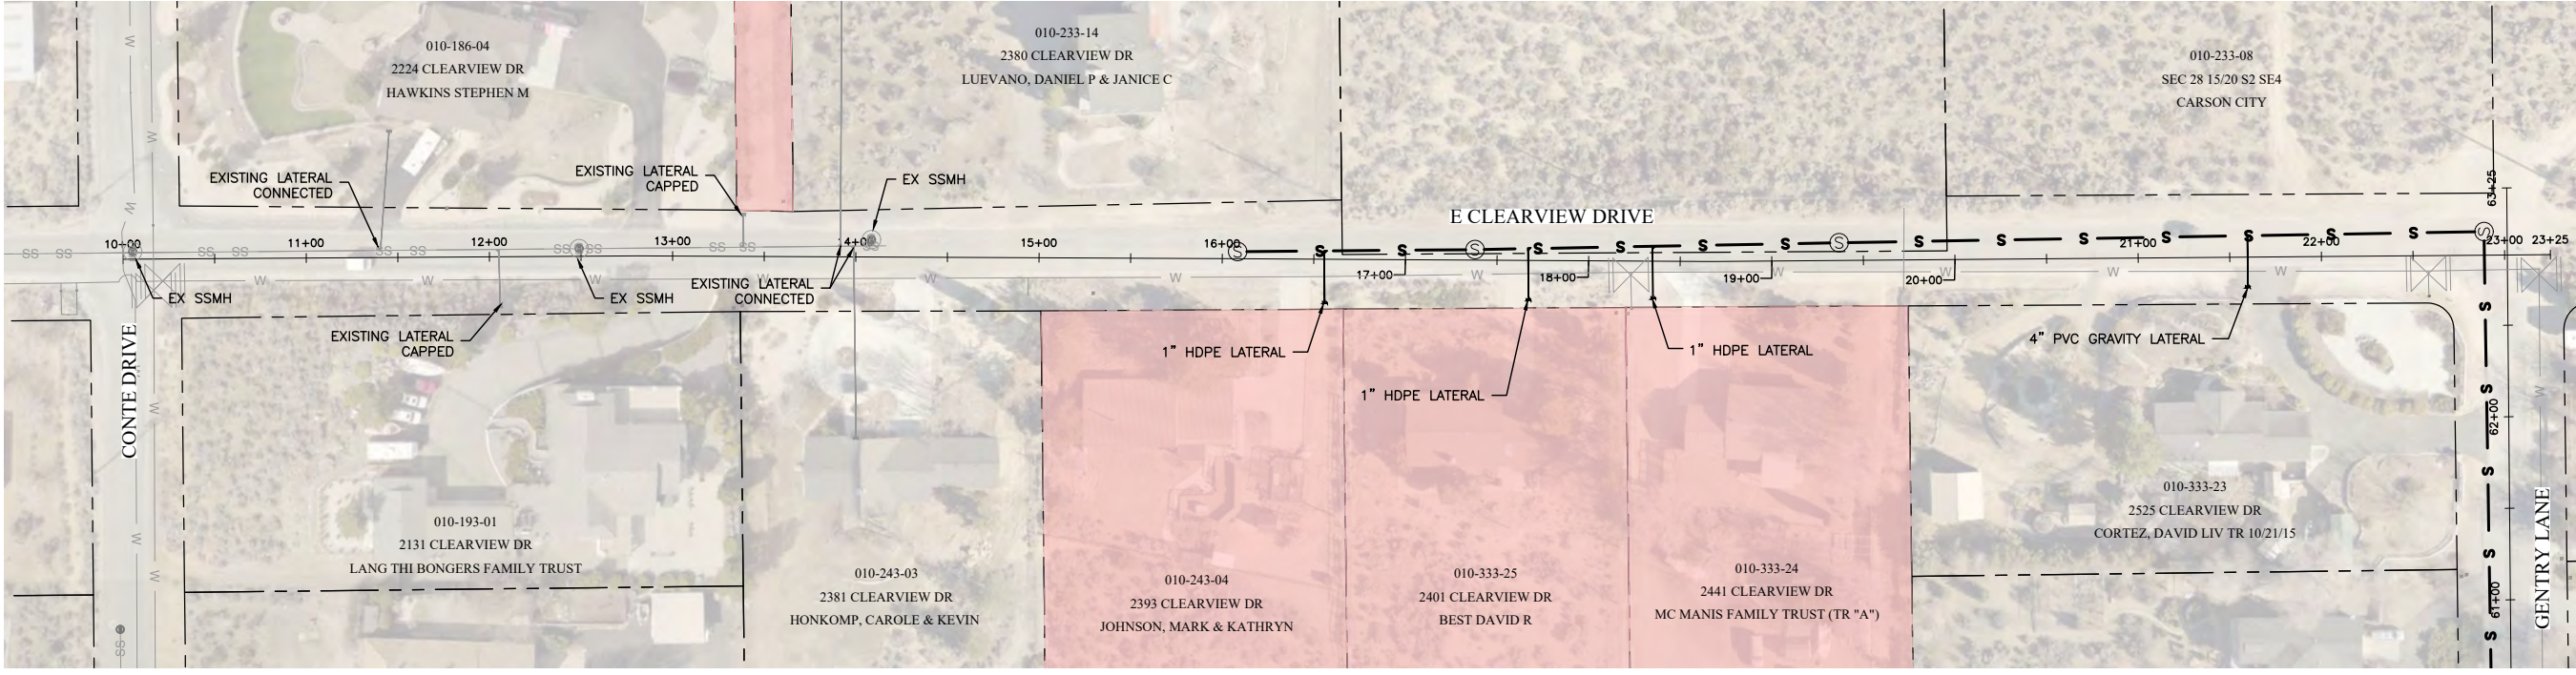 010-186-04
2224 CLEARVIEW DR
HAWKINS STEPHEN M
010-233-14
2380 CLEARVIEW DR
LUEVANO, DANIEL P & JANICE C
010-233-08
SEC 28 15/20 S2 SE4
CARSON CITY
EXISTING LATERAL
CONNECTED
EXISTING LATERAL
CAPPED
EX SSMH
E CLEARVIEW DRIVE
63+25
10+00
11+00
12+00
13+00
14+00
15+00
16+00
17+00
18+00
19+00
20+00
21+00
22+00
23+00
23+25
EX SSMH
EX SSMH
EXISTING LATERAL
CONNECTED
EXISTING LATERAL
CAPPED
1" HDPE LATERAL
1" HDPE LATERAL
1" HDPE LATERAL
4" PVC GRAVITY LATERAL
CONTE DRIVE
62+00
61+00
GENTRY LANE
010-193-01
2131 CLEARVIEW DR
LANG THI BONGERS FAMILY TRUST
010-243-03
2381 CLEARVIEW DR
HONKOMP, CAROLE & KEVIN
010-243-04
2393 CLEARVIEW DR
JOHNSON, MARK & KATHRYN
010-333-25
2401 CLEARVIEW DR
BEST DAVID R
010-333-24
2441 CLEARVIEW DR
MC MANIS FAMILY TRUST (TR "A")
010-333-23
2525 CLEARVIEW DR
CORTEZ, DAVID LIV TR 10/21/15